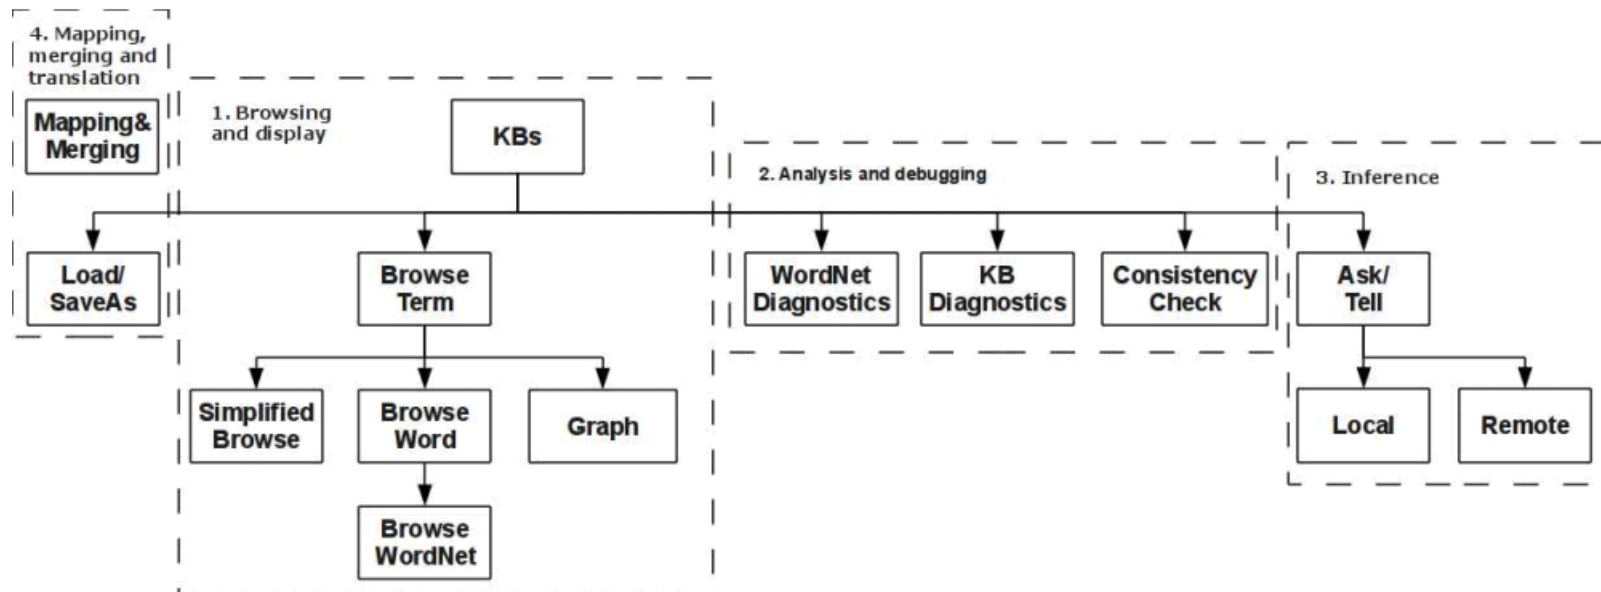 4. Mapping,
merging and
translation
Mapping&
Merging
1. Browsing
and display
KBs
2. Analysis and debugging
3. Inference
Load/
SaveAs
Browse
Term
WordNet
Diagnostics
KB
Diagnostics
Consistency
Check
Ask/
Tell
Simplified
Browse
Browse
Word
Graph
Local
Remote
Browse
WordNet